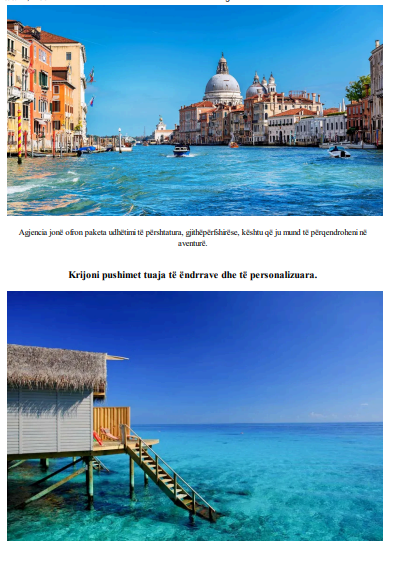 Agjencia jonë ofron paketa udhëtimi të përshtatura, gjithëpërfshirëse, kështu që ju mund të përqendroheni në
aventurë.
Krijoni pushimet tuaja të ëndrrave dhe të personalizuara.